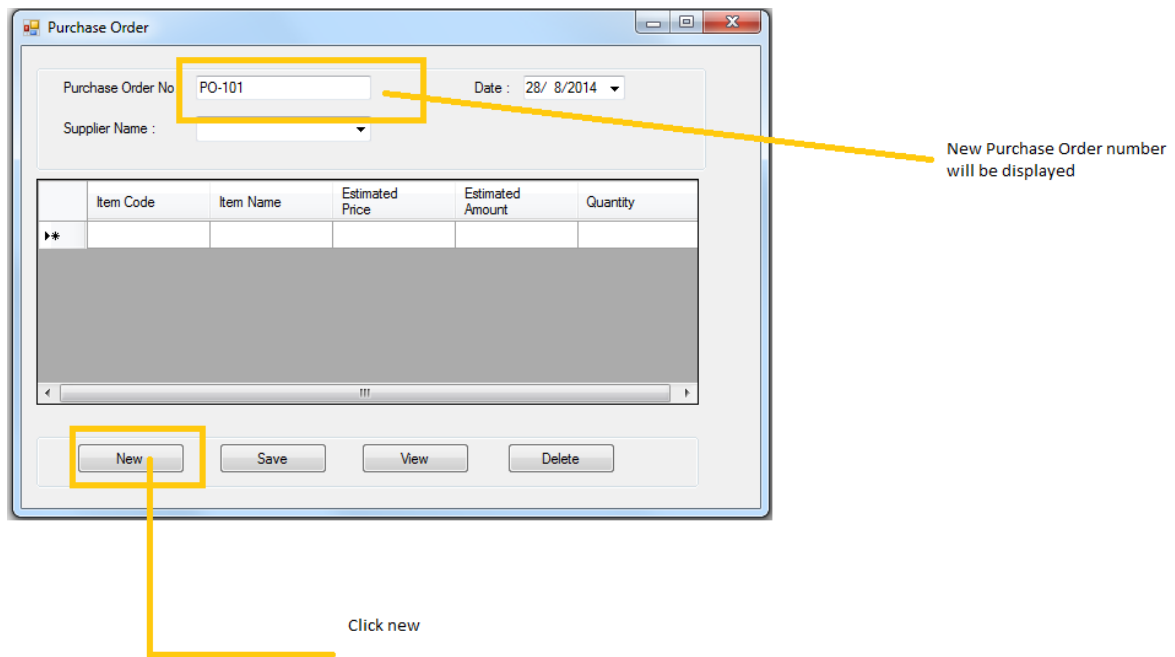 Purchase Order
Purchase Order No
PO-101
Date :
28/ 8/2014
Supplier Name :
New Purchase Order number
will be displayed
Item Code
Item Name
Estimated
Price
Estimated
Amount
Quantity
New
Save
View
Delete
Click new